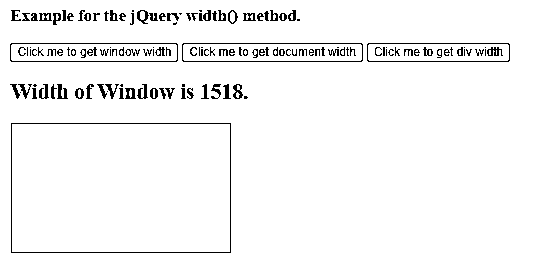 Example for the jQuery width() method.
Click me to get window width Click me to get document width Click me to get div width
Width of Window is 1518.